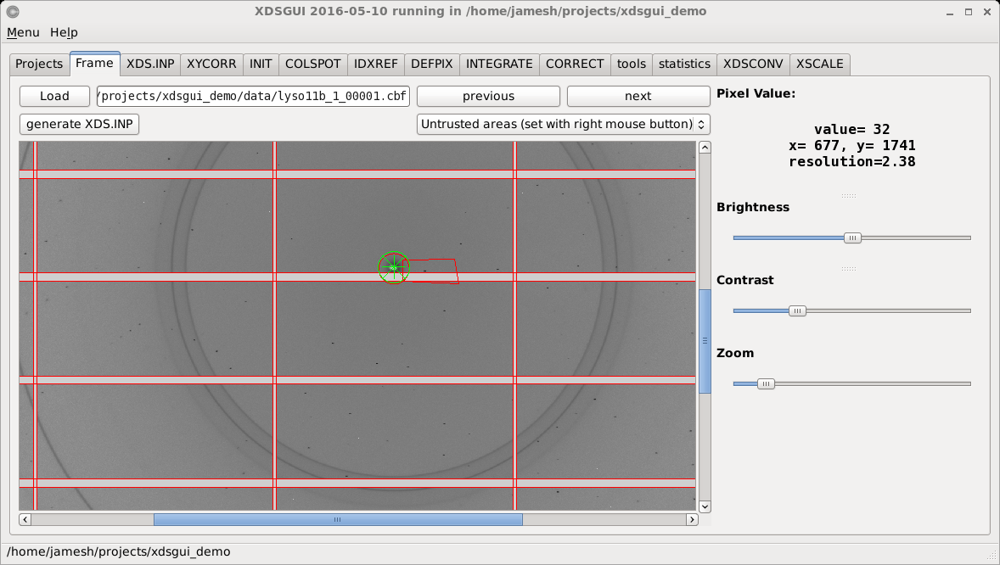 XDSGUI 2016-05-10 running in /home/jamesh/projects/xdsgui_demo
Menu Help
Projects Frame XDS.INP XYCORR INIT COLSPOT IDXREF DEFPIX INTEGRATE CORRECT tools statistics XDSCONV XSCALE
Load /projects/xdsgui_demo/data/lyso11b_1_00001.cbf previous next
generate XDS.INP Untrusted areas (set with right mouse button)
Pixel Value:
value= 32
x= 677, y= 1741
resolution=2.38
Brightness
Contrast
Zoom
/home/jamesh/projects/xdsgui_demo